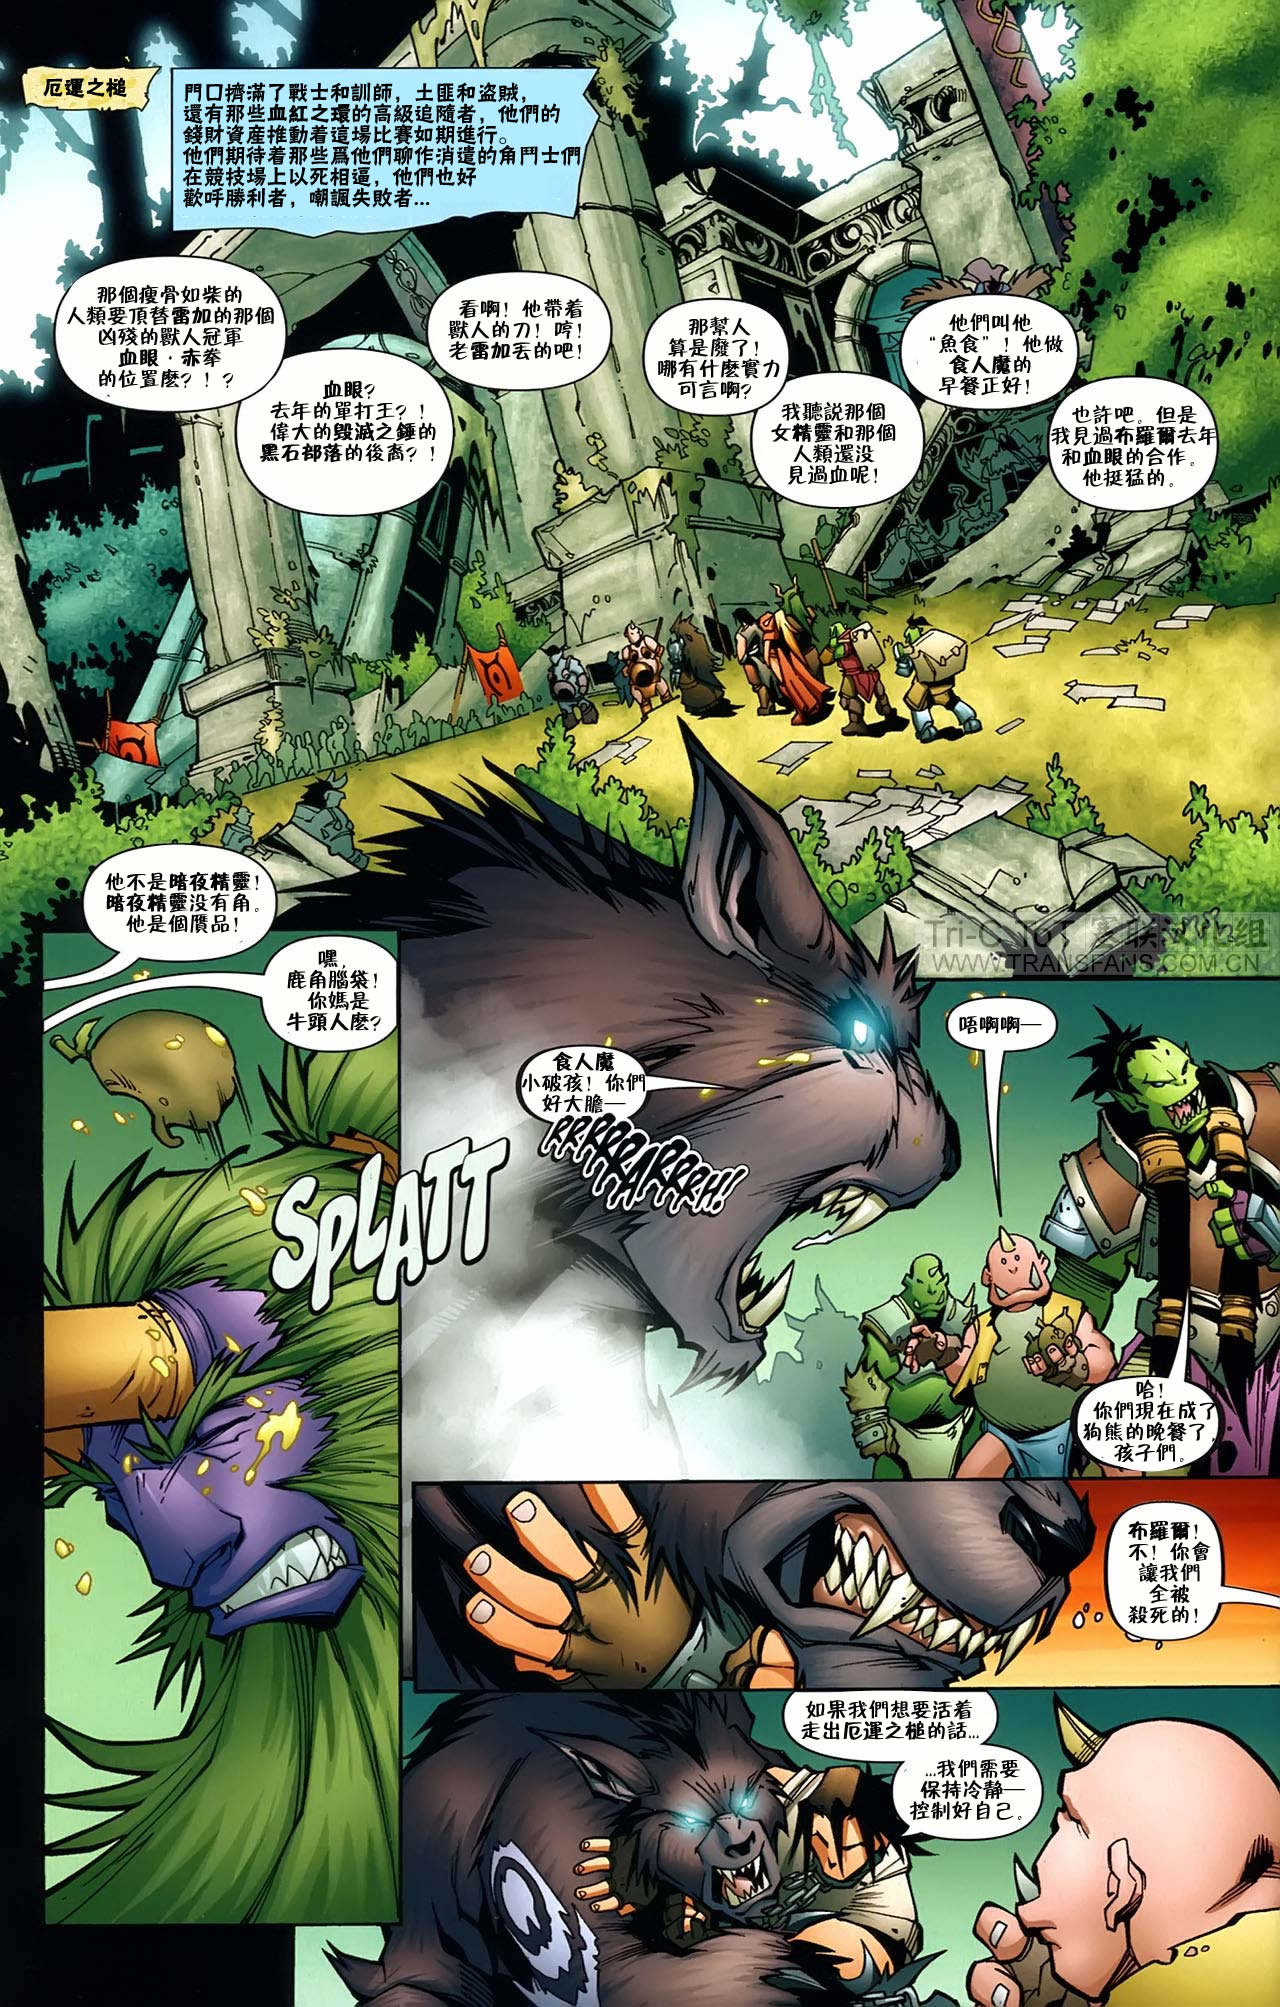 厄運之槌
門口擠滿了戰士和訓師，土匪和盜賊，
還有那些血紅之環的高級追隨者，他們的
錢財資産推動着這場比賽如期進行。
他們期待着那些爲他們聊作消遣的角鬥士們
在競技場上以死相逼，他們也好
歡呼勝利者，嘲諷失敗者...
那個瘦骨如柴的
人類要頂替雷加的那個
凶殘的獸人冠軍
血眼·赤拳
的位置麽？！？
血眼？
去年的單打王？！
偉大的毀滅之錘的
黑石部落的後裔？！
看啊！他帶着
獸人的刀！哼！
老雷加丟的吧！
那幫人
算是廢了！
哪有什麽實力
可言啊？
我聽説那個
女精靈和那個
人類還没
見過血呢！
他們叫他
“魚食”！他做
食人魔的
早餐正好！
也許吧。但是
我見過布羅爾去年
和血眼的合作。
他挺猛的。
他不是暗夜精靈！
暗夜精靈没有角。
他是個贋品！
嘿，
鹿角腦袋！
你媽是
牛頭人麽？
SPLATT
食人魔
小破孩！你們
好大膽—
RRRRRARRRRH!
Tri-C-IoT 零联汉化组
WWW.TRANSFANS.COM.CN
唔啊啊—
哈！
你們現在成了
狗熊的晚餐了，
孩子們。
布羅爾！
不！你會
讓我們
全被
殺死的！
如果我們想要活着
走出厄運之槌的話...
...我們需要
保持冷靜—
控制好自己。